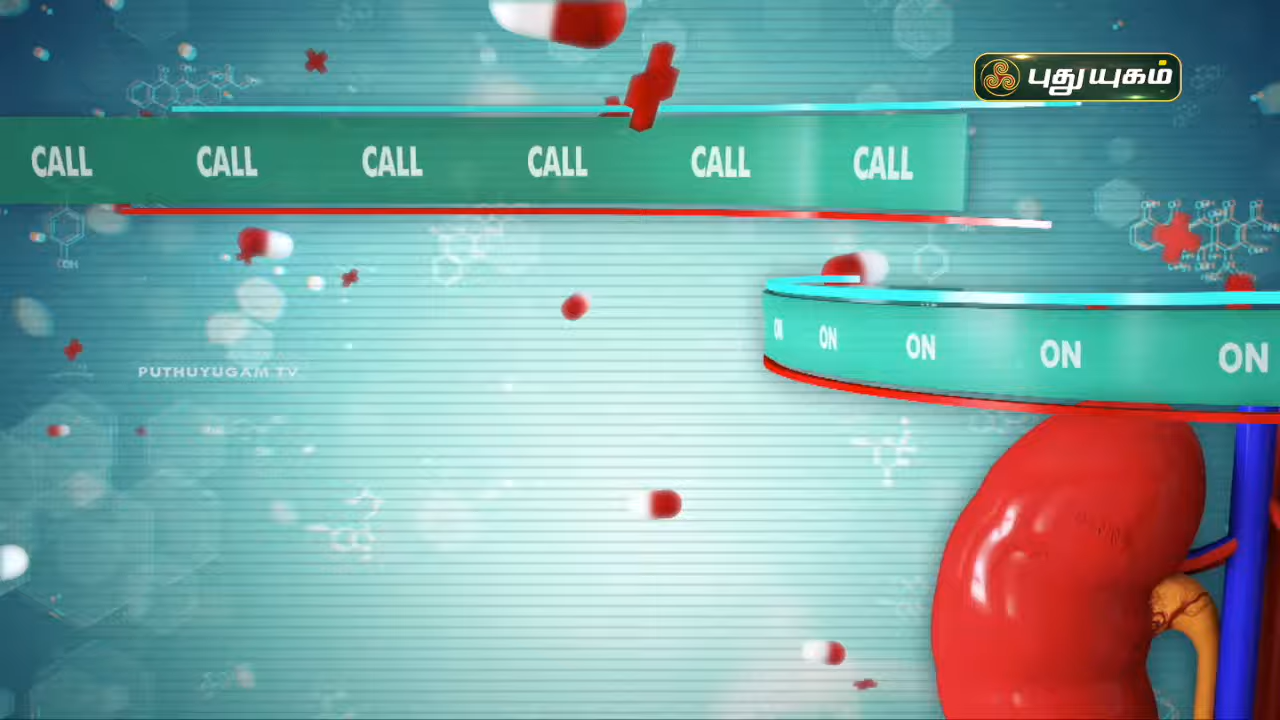 புதுயுகம்
CALL CALL CALL CALL CALL CALL
ON ON ON ON ON
PUTHUYUGAM TV